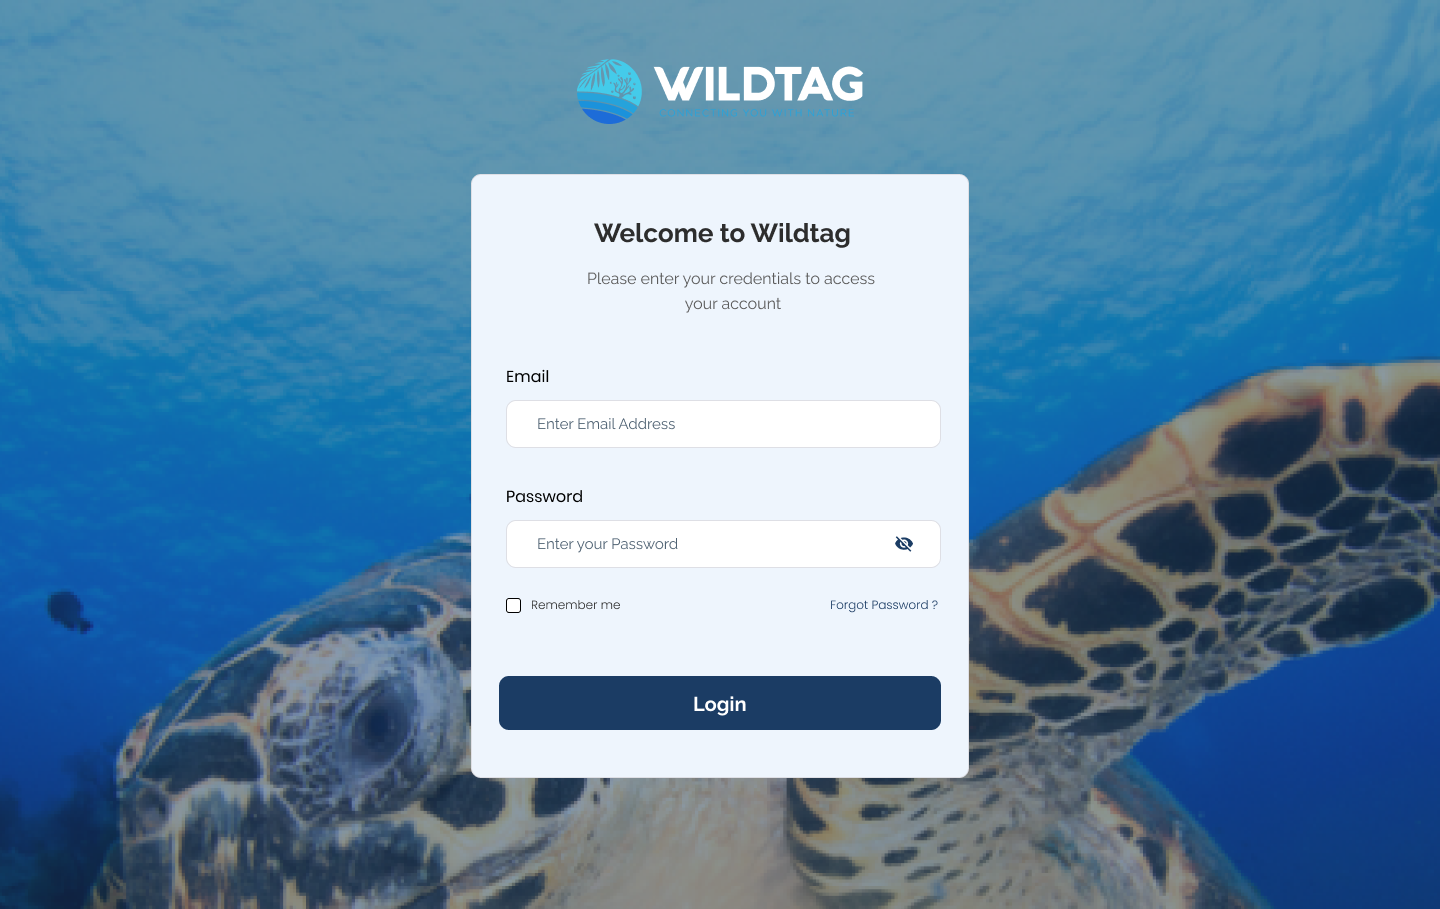 WILDTAG
Welcome to Wildtag
Please enter your credentials to access
your account
Email
Enter Email Address
Password
Enter your Password
Remember me
Forgot Password ?
Login